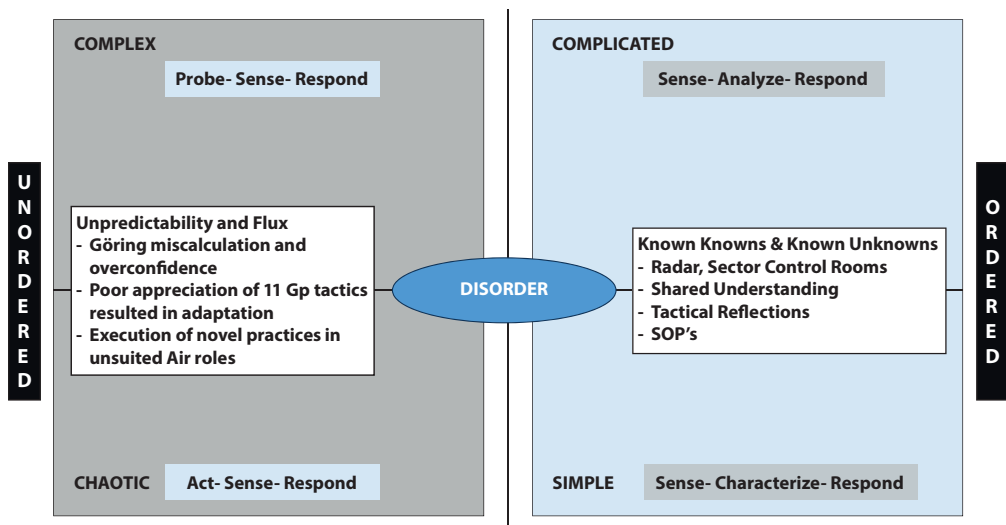 COMPLEX
Probe- Sense- Respond
COMPLICATED
Sense- Analyze- Respond
UNORDERED
Unpredictability and Flux
- Göring miscalculation and
overconfidence
- Poor appreciation of 11 Gp tactics
resulted in adaptation
- Execution of novel practices in
unsuited Air roles
DISORDER
Known Knowns & Known Unknowns
- Radar, Sector Control Rooms
- Shared Understanding
- Tactical Reflections
- SOP's
ORDERED
CHAOTIC
Act- Sense- Respond
SIMPLE
Sense- Characterize- Respond